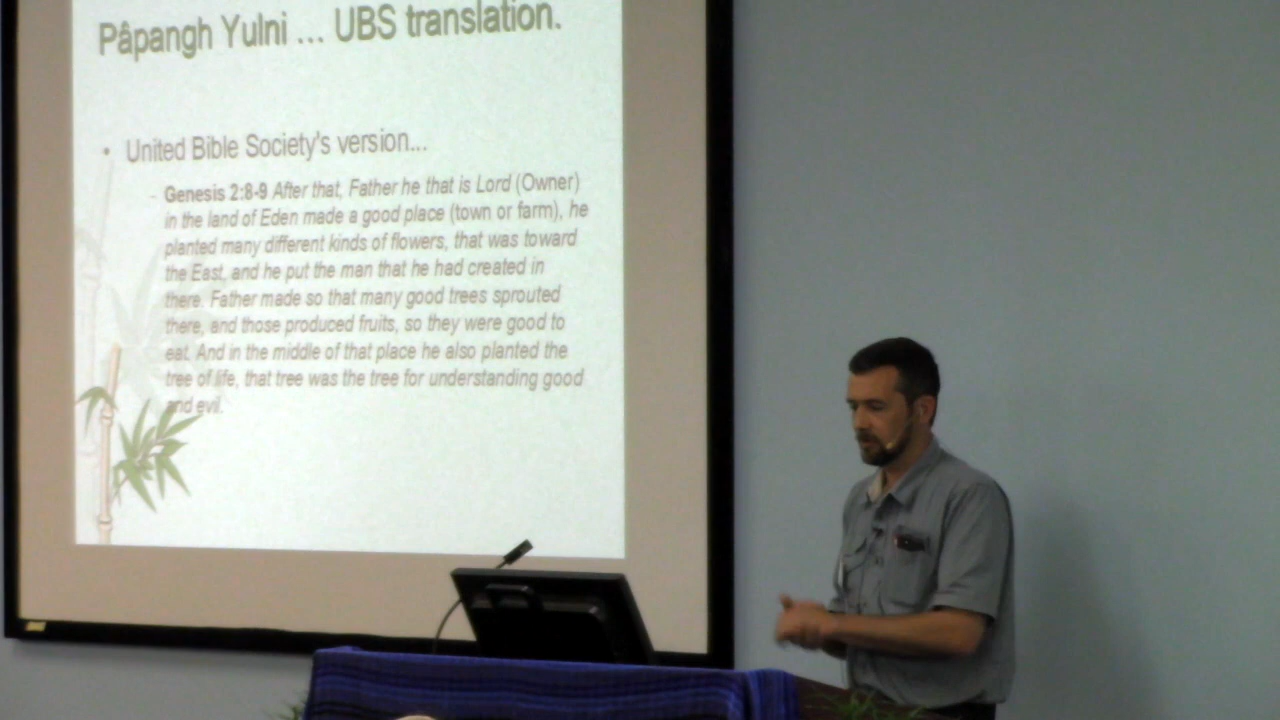 Pâpangh Yulni ... UBS translation.
• United Bible Society's version...
- Genesis 2:8-9 After that, Father he that is Lord (Owner)
in the land of Eden made a good place (town or farm), he
planted many different kinds of flowers, that was toward
the East, and he put the man that he had created in
there. Father made so that many good trees sprouted
there, and those produced fruits, so they were good to
eat. And in the middle of that place he also planted the
tree of life, that tree was the tree for understanding good
and evil.